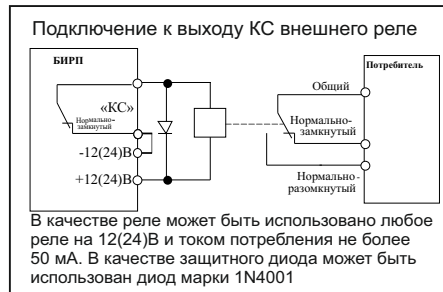 Подключение к выходу КС внешнего реле
БИРП
«КС»
Нормально-
замкнутый
-12(24)В
+12(24)В
Потребитель
Общий
Нормально-
замкнутый
Нормально-
разомкнутый
В качестве реле может быть использовано любое
реле на 12(24)В и током потребления не более
50 мА. В качестве защитного диода может быть
использован диод марки 1N4001